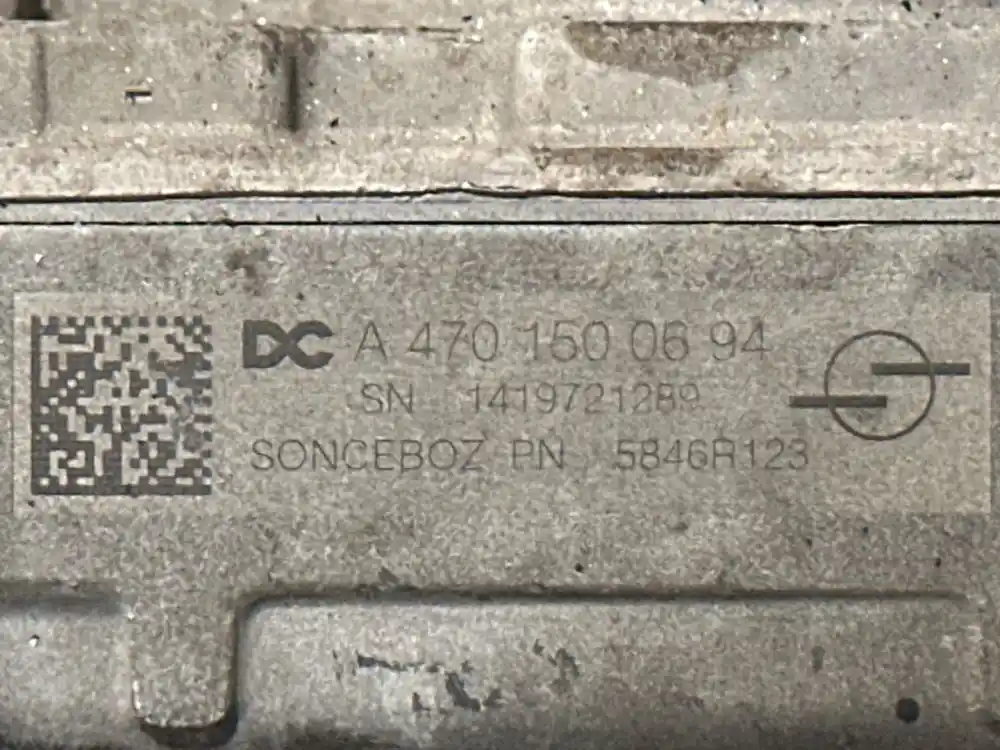 DC A 470 150 06 94
SN 1419721289
SONCEBOZ PN 5846R123